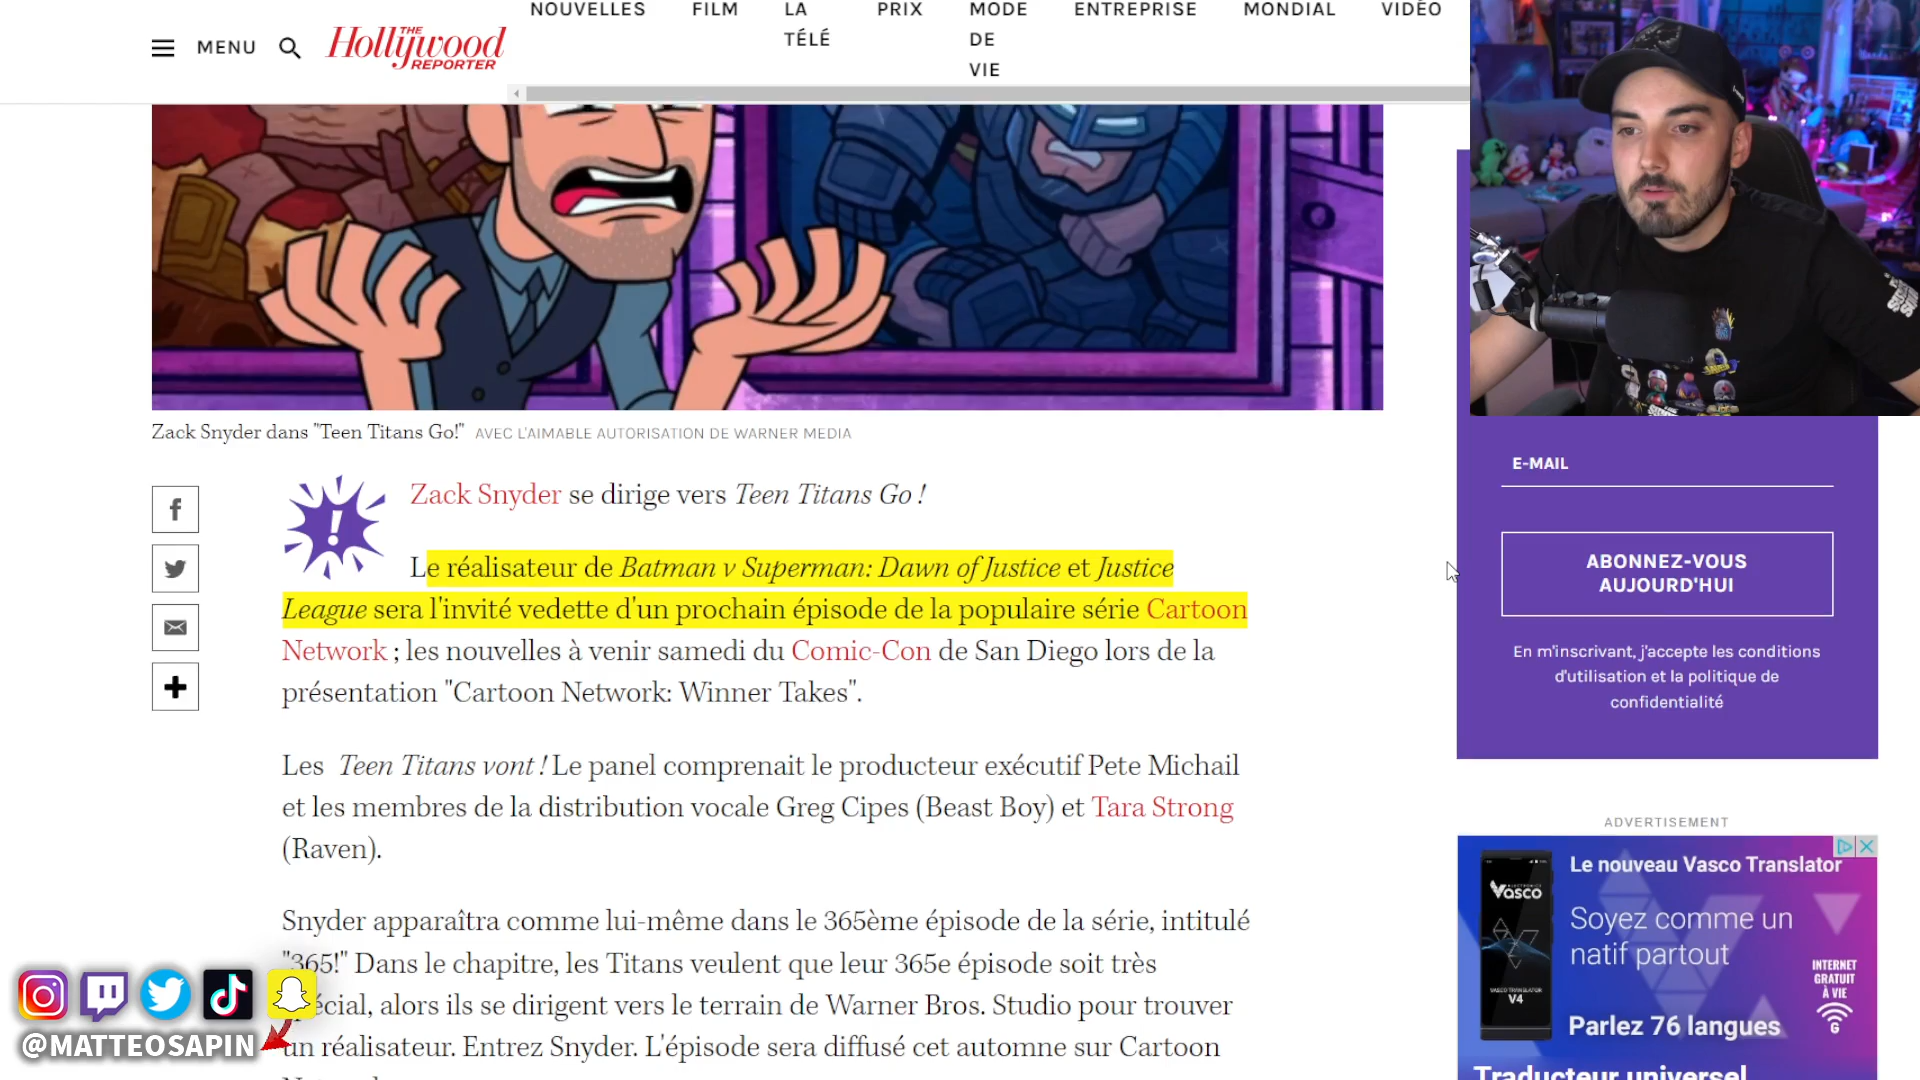 MENU
THE
Hollywood
REPORTER
NOUVELLES
FILM
LA
TÉLÉ
PRIX
MODE
DE
VIE
ENTREPRISE
MONDIAL
VIDÉO
Zack Snyder dans "Teen Titans Go!" AVEC L'AIMABLE AUTORISATION DE WARNER MEDIA
Zack Snyder se dirige vers Teen Titans Go !
Le réalisateur de Batman v Superman: Dawn of Justice et Justice
League sera l'invité vedette d'un prochain épisode de la populaire série Cartoon
Network ; les nouvelles à venir samedi du Comic-Con de San Diego lors de la
présentation "Cartoon Network: Winner Takes".
Les Teen Titans vont ! Le panel comprenait le producteur exécutif Pete Michail
et les membres de la distribution vocale Greg Cipes (Beast Boy) et Tara Strong
(Raven).
Snyder apparaîtra comme lui-même dans le 365ème épisode de la série, intitulé
"365!" Dans le chapitre, les Titans veulent que leur 365e épisode soit très
spécial, alors ils se dirigent vers le terrain de Warner Bros. Studio pour trouver
un réalisateur. Entrez Snyder. L'épisode sera diffusé cet automne sur Cartoon
@MATTEOSAPIN
E-MAIL
ABONNEZ-VOUS
AUJOURD'HUI
En m'inscrivant, j'accepte les conditions
d'utilisation et la politique de
confidentialité
ADVERTISEMENT
Le nouveau Vasco Translator
Soyez comme un
natif partout
Vasco
VASCO TRANSLATOR
V4
INTERNET
GRATUIT
À VIE
Parlez 76 langues
Traducteur universel